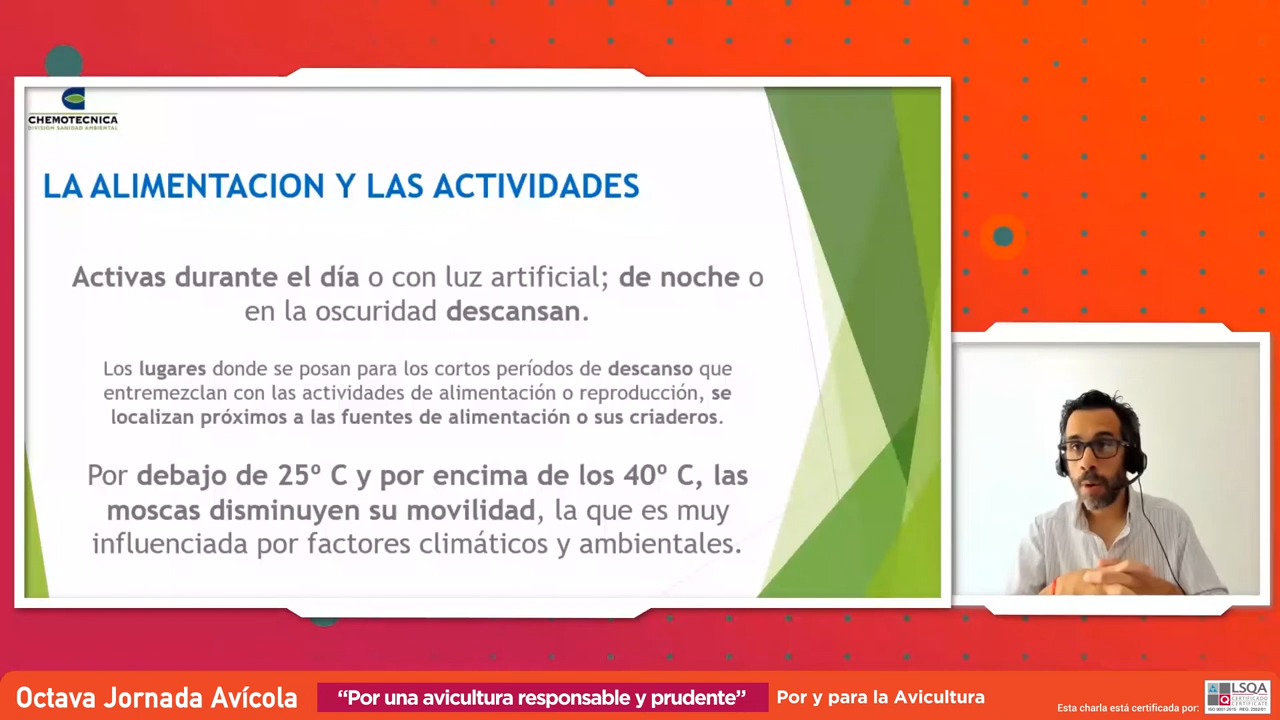 CHEMOTECNICA
DIVISIÓN SANIDAD AMBIENTAL
LA ALIMENTACION Y LAS ACTIVIDADES
Activas durante el día o con luz artificial; de noche o
en la oscuridad descansan.
Los lugares donde se posan para los cortos períodos de descanso que
entremezclan con las actividades de alimentación o reproducción, se
localizan próximos a las fuentes de alimentación o sus criaderos.
Por debajo de 25º C y por encima de los 40º C, las
moscas disminuyen su movilidad, la que es muy
influenciada por factores climáticos y ambientales.
Octava Jornada Avícola
“Por una avicultura responsable y prudente”
Por y para la Avicultura
Esta charla está certificada por:
LSQA
CERTIFICADO
CERTIFICATE